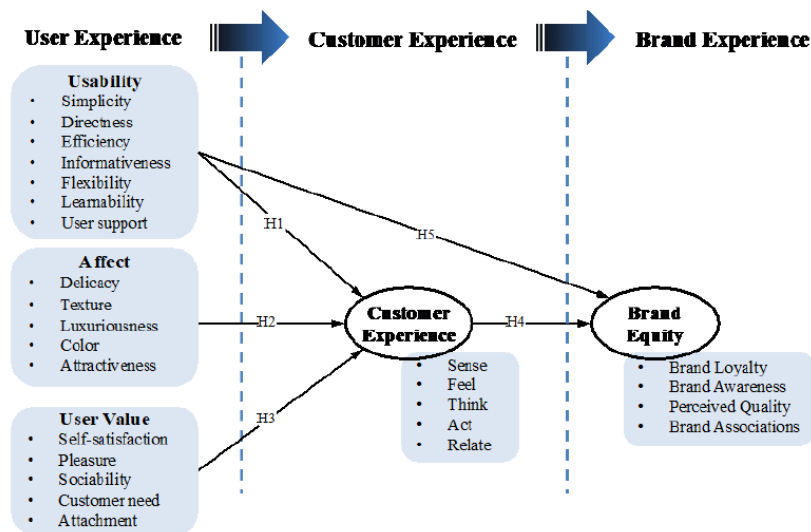 User Experience
Customer Experience
Brand Experience
Usability
• Simplicity
• Directness
• Efficiency
• Informativeness
• Flexibility
• Learnability
• User support
H1
H5
Affect
• Delicacy
• Texture
• Luxuriousness
• Color
• Attractiveness
H2
Customer
Experience
H4
Brand
Equity
• Sense
• Feel
• Think
• Act
• Relate
• Brand Loyalty
• Brand Awareness
• Perceived Quality
• Brand Associations
User Value
• Self-satisfaction
• Pleasure
• Sociability
• Customer need
• Attachment
H3